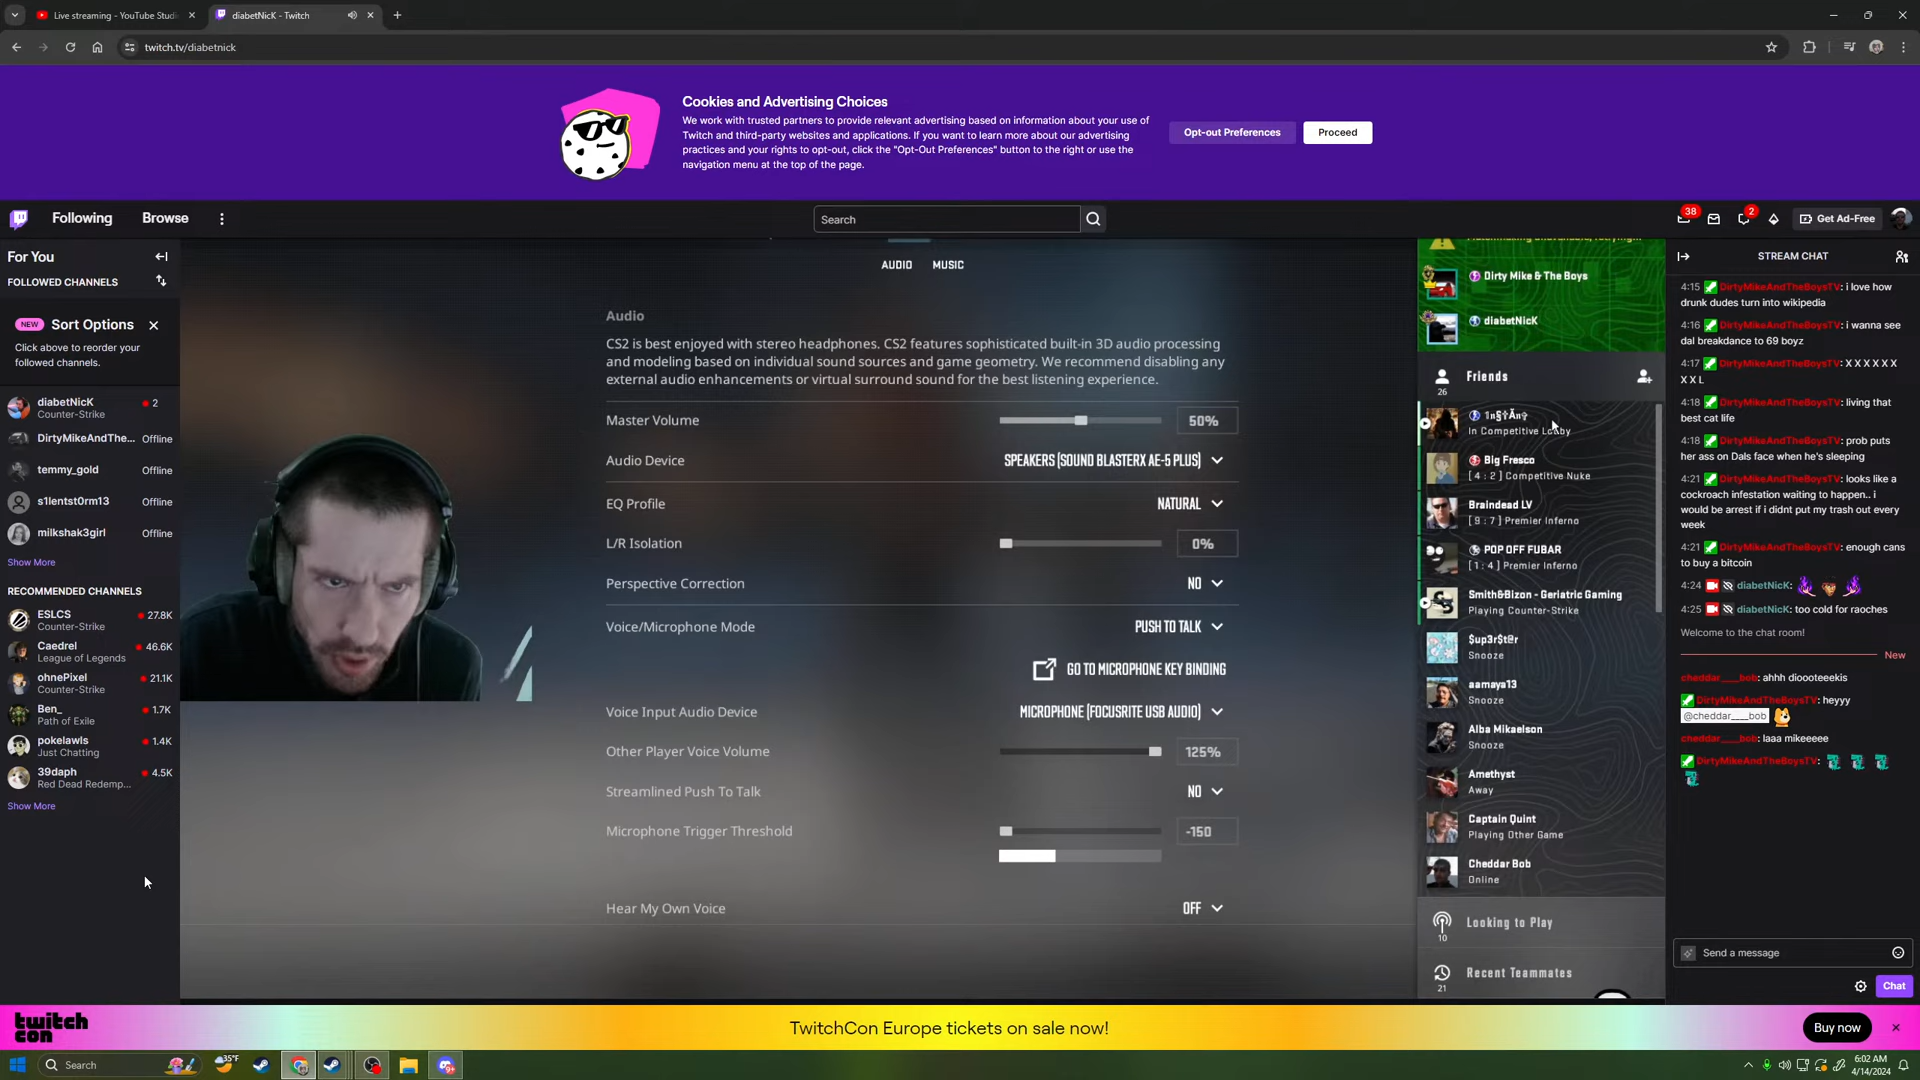 Live streaming - YouTube Studi
diabetNicK - Twitch
twitch.tv/diabetnick
Cookies and Advertising Choices
We work with trusted partners to provide relevant advertising based on information about your use of
Twitch and third-party websites and applications. If you want to learn more about our advertising
practices and your rights to opt-out, click the "Opt-Out Preferences" button to the right or use the
navigation menu at the top of the page.
Opt-out Preferences
Proceed
Following
Browse
Search
38
2
Get Ad-Free
For You
FOLLOWED CHANNELS
NEW
Sort Options
Click above to reorder your
followed channels.
diabetNicK
2
Counter-Strike
DirtyMikeAndThe...
Offline
temmy_gold
Offline
s1lentst0rm13
Offline
milkshak3girl
Offline
Show More
RECOMMENDED CHANNELS
ESLCS
27.8K
Counter-Strike
Caedrel
46.6K
League of Legends
ohnePixel
21.1K
Counter-Strike
Ben_
1.7K
Path of Exile
pokelawls
1.4K
Just Chatting
39daph
4.5K
Red Dead Redemp...
Show More
AUDIO
MUSIC
Audio
CS2 is best enjoyed with stereo headphones. CS2 features sophisticated built-in 3D audio processing
and modeling based on individual sound sources and game geometry. We recommend disabling any
external audio enhancements or virtual surround sound for the best listening experience.
Master Volume
50%
Audio Device
SPEAKERS (SOUND BLASTERX AE-5 PLUS)
EQ Profile
NATURAL
L/R Isolation
0%
Perspective Correction
NO
Voice/Microphone Mode
PUSH TO TALK
GO TO MICROPHONE KEY BINDING
Voice Input Audio Device
MICROPHONE (FOCUSRITE USB AUDIO)
Other Player Voice Volume
125%
Streamlined Push To Talk
NO
Microphone Trigger Threshold
-150
Hear My Own Voice
OFF
Dirty Mike & The Boys
diabetNicK
Friends
26
In Competitive Lobby
Big Fresco
[ 4 : 2 ] Competitive Nuke
Braindead LV
[ 9 : 7 ] Premier Inferno
POP OFF FUBAR
[ 1 : 4 ] Premier Inferno
Smith&Bizon - Geriatric Gaming
Playing Counter-Strike
$up3r$t@r
Snooze
aamaya13
Snooze
Alba Mikaelson
Snooze
Amethyst
Away
Captain Quint
Playing Other Game
Cheddar Bob
Online
Looking to Play
10
Recent Teammates
21
STREAM CHAT
4:15 DirtyMikeAndTheBoysTV: i love how
drunk dudes turn into wikipedia
4:16 DirtyMikeAndTheBoysTV: i wanna see
dal breakdance to 69 boyz
4:17 DirtyMikeAndTheBoysTV: X X X X X X
X X L
4:18 DirtyMikeAndTheBoysTV: living that
best cat life
4:18 DirtyMikeAndTheBoysTV: prob puts
her ass on Dals face when he's sleeping
4:21 DirtyMikeAndTheBoysTV: looks like a
cockroach infestation waiting to happen.. i
would be arrest if i didnt put my trash out every
week
4:21 DirtyMikeAndTheBoysTV: enough cans
to buy a bitcoin
4:24 diabetNicK:
4:25 diabetNicK: too cold for raoches
Welcome to the chat room!
New
cheddar____bob: ahhh diooteeekis
DirtyMikeAndTheBoysTV: heyyy
@cheddar____bob
cheddar____bob: laaa mikeeeee
DirtyMikeAndTheBoysTV:
Send a message
Chat
twitch
con
TwitchCon Europe tickets on sale now!
Buy now
Search
35°F
6:02 AM
4/14/2024